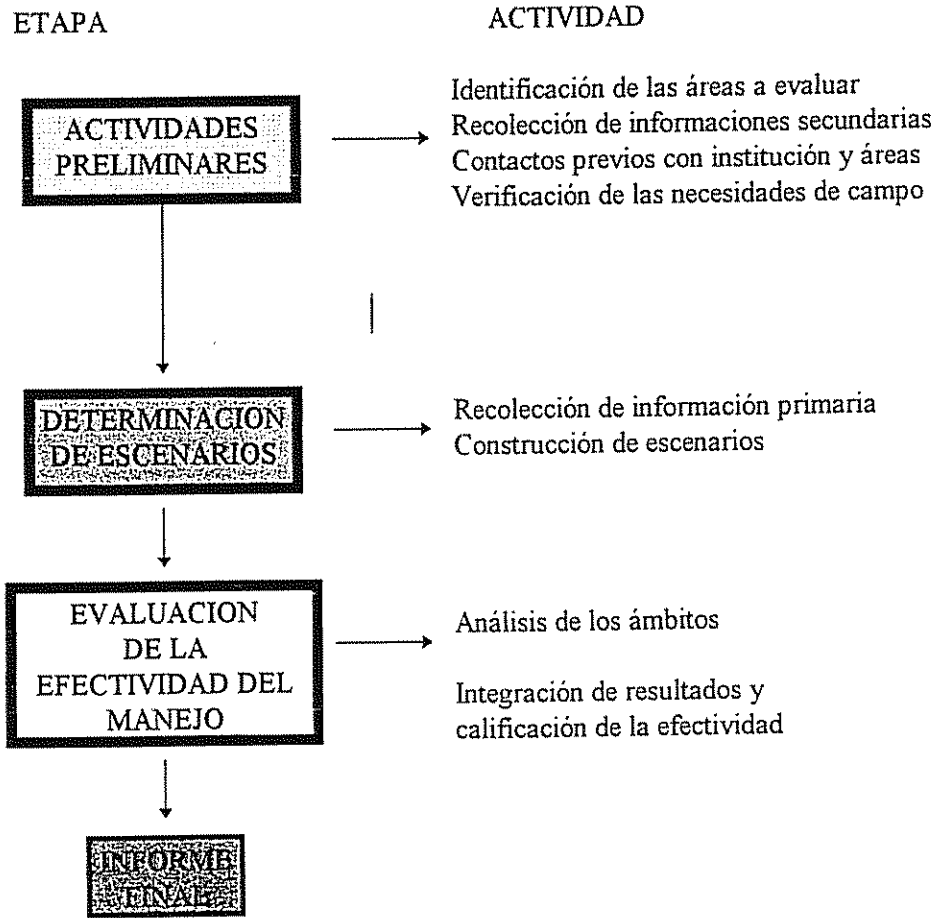 ETAPA
ACTIVIDAD
ACTIVIDADES
PRELIMINARES
Identificación de las áreas a evaluar
Recolección de informaciones secundarias
Contactos previos con institución y áreas
Verificación de las necesidades de campo
DETERMINACION
DE ESCENARIOS
Recolección de información primaria
Construcción de escenarios
EVALUACION
DE LA
EFECTIVIDAD DEL
MANEJO
Análisis de los ámbitos
Integración de resultados y
calificación de la efectividad
INFORME
FINAL